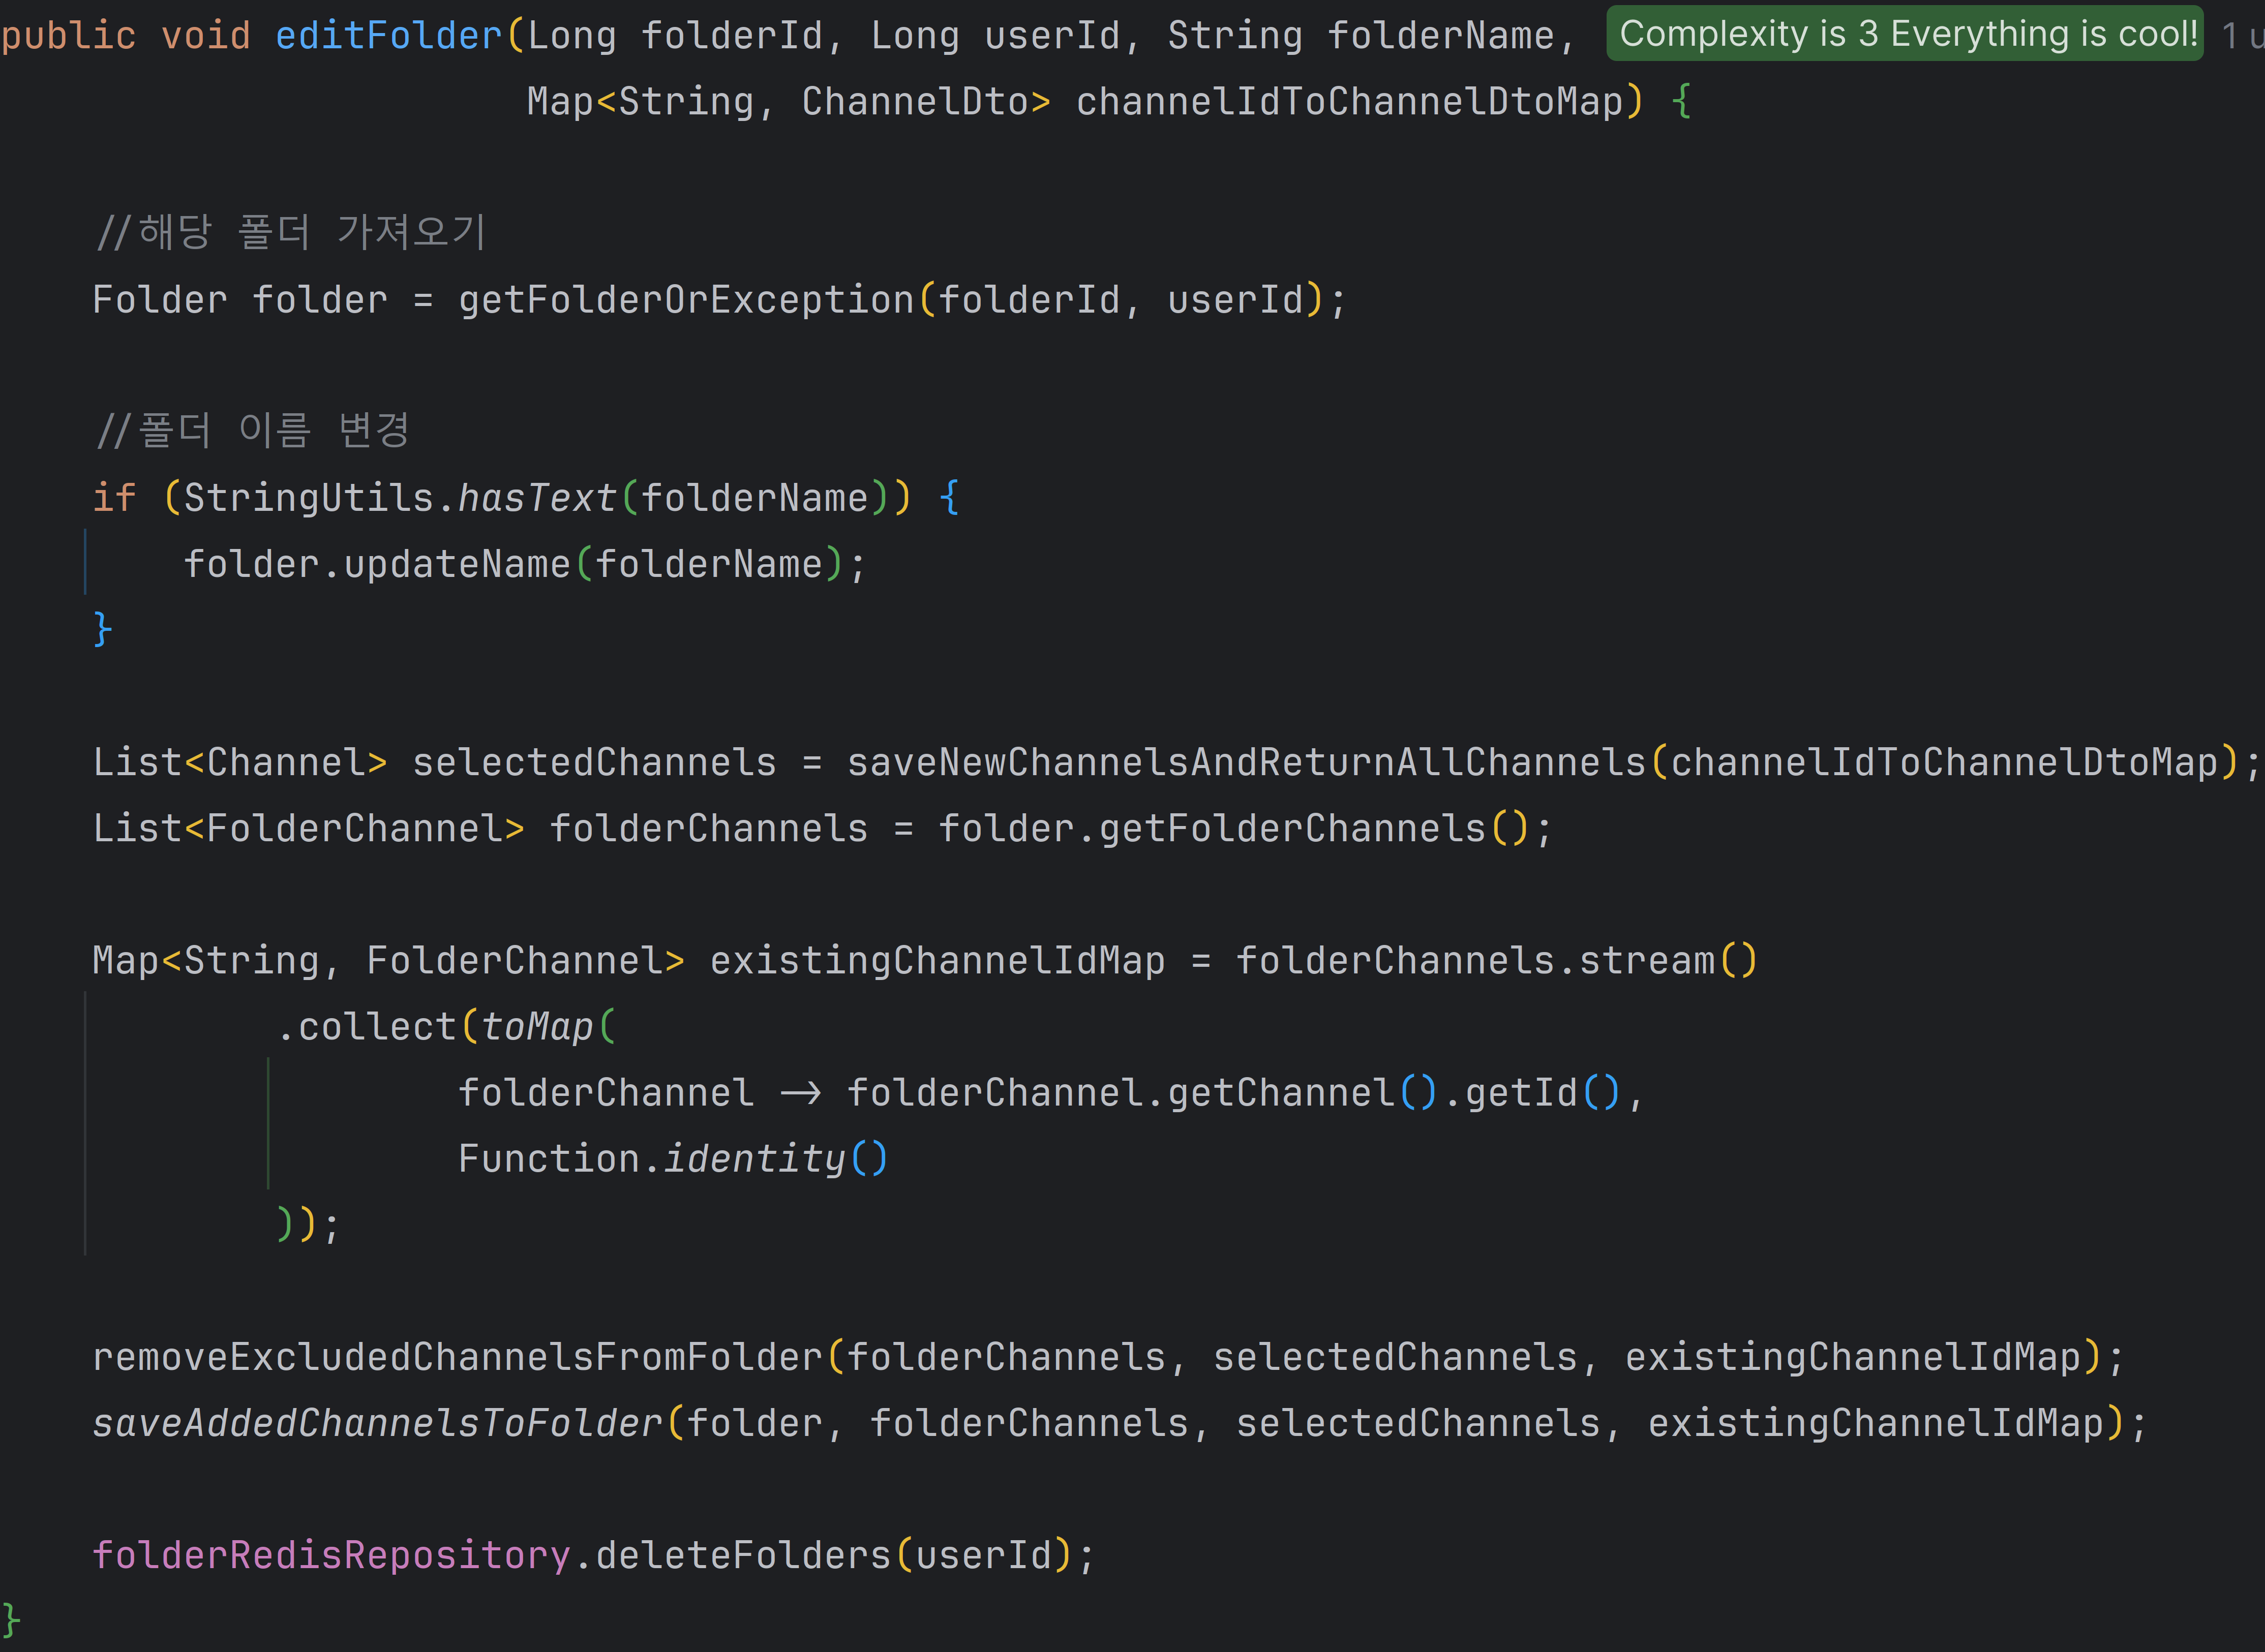 public void editFolder(Long folderId, Long userId, String folderName, Complexity is 3 Everything is cool! 1 u
Map<String, ChannelDto> channelIdToChannelDtoMap) {
//해당 폴더 가져오기
Folder folder = getFolderOrException(folderId, userId);
//폴더 이름 변경
if (StringUtils.hasText(folderName)) {
folder.updateName(folderName);
}
List<Channel> selectedChannels = saveNewChannelsAndReturnAllChannels(channelIdToChannelDtoMap);
List<FolderChannel> folderChannels = folder.getFolderChannels();
Map<String, FolderChannel> existingChannelIdMap = folderChannels.stream()
.collect(toMap(
folderChannel -> folderChannel.getChannel().getId(),
Function.identity()
));
removeExcludedChannelsFromFolder(folderChannels, selectedChannels, existingChannelIdMap);
saveAddedChannelsToFolder(folder, folderChannels, selectedChannels, existingChannelIdMap);
folderRedisRepository.deleteFolders(userId);
}